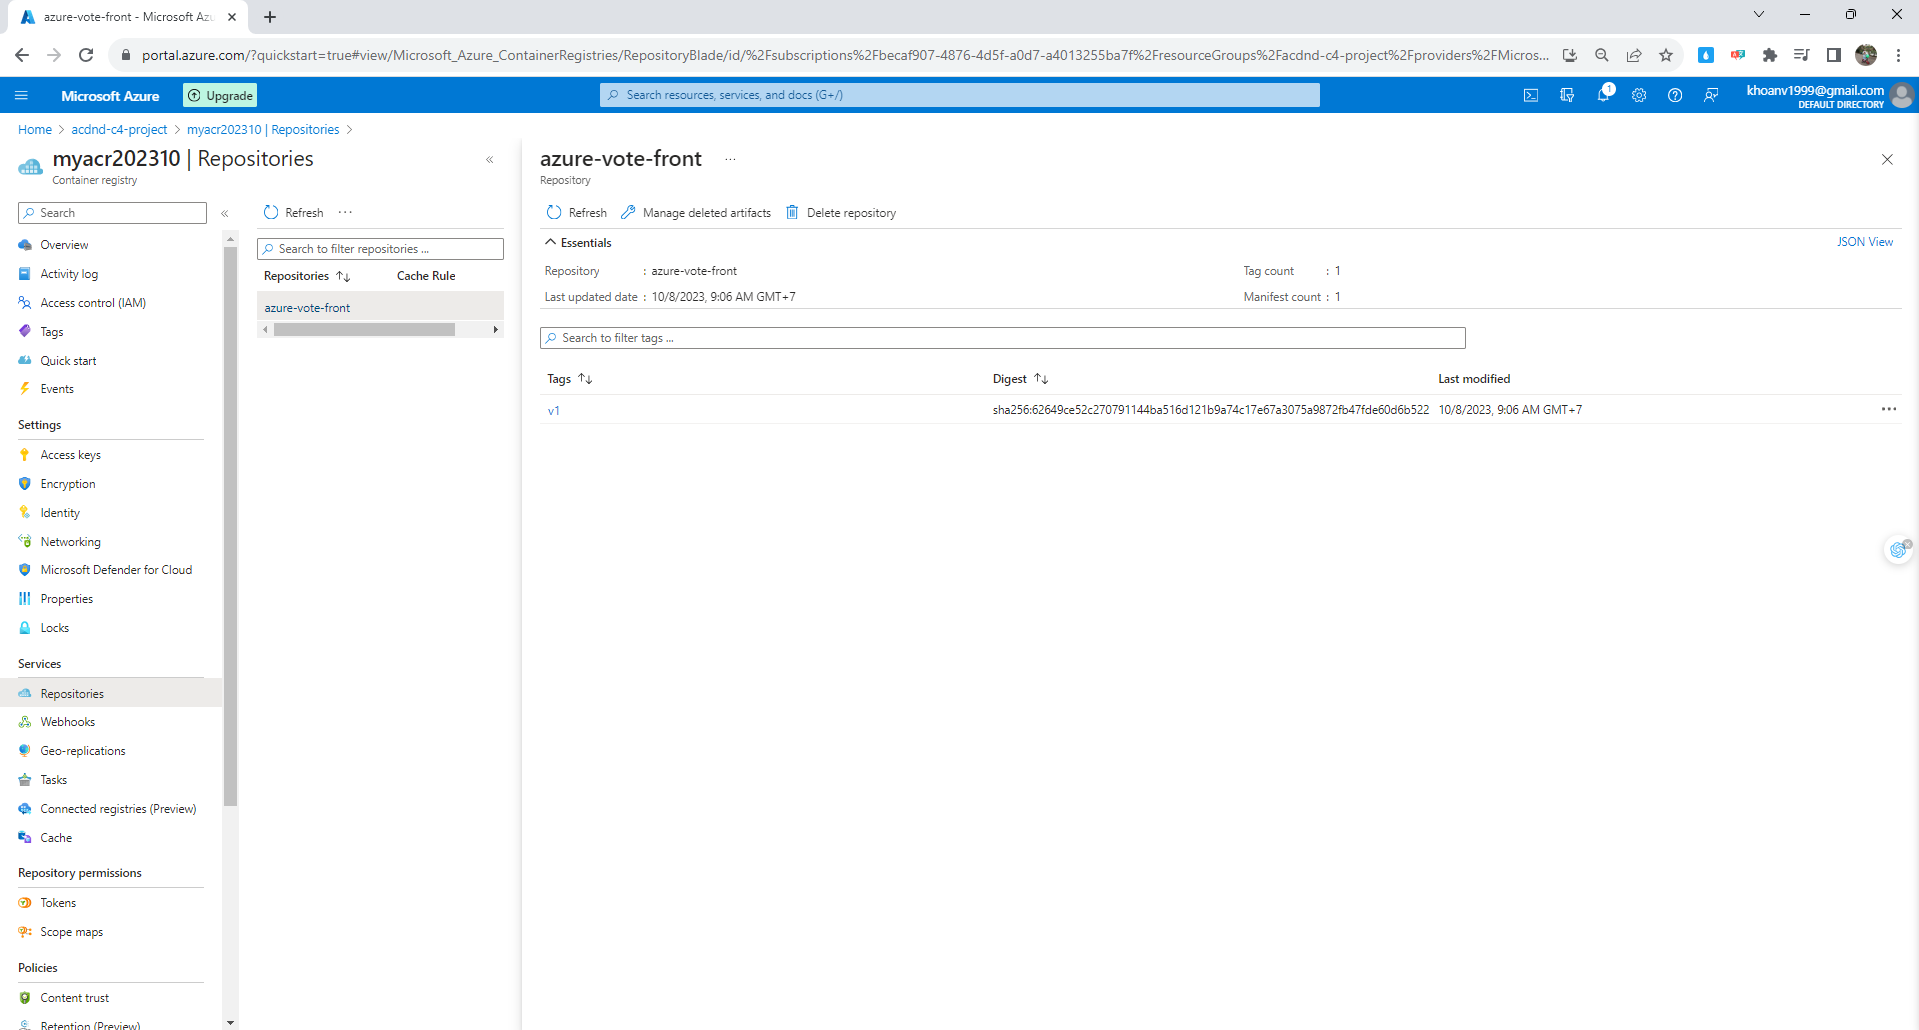 azure-vote-front - Microsoft Azu
portal.azure.com/?quickstart=true#view/Microsoft_Azure_ContainerRegistries/RepositoryBlade/id/%2Fsubscriptions%2Fbecaf907-4876-4d5f-a0d7-a4013255ba7f%2FresourceGroups%2Facdnd-c4-project%2Fproviders%2FMicros...
Microsoft Azure
Upgrade
Search resources, services, and docs (G+/)
1
khoanv1999@gmail.com
DEFAULT DIRECTORY
Home > acdnd-c4-project > myacr202310 | Repositories >
myacr202310 | Repositories
Container registry
Search
Overview
Activity log
Access control (IAM)
Tags
Quick start
Events
Settings
Access keys
Encryption
Identity
Networking
Microsoft Defender for Cloud
Properties
Locks
Services
Repositories
Webhooks
Geo-replications
Tasks
Connected registries (Preview)
Cache
Repository permissions
Tokens
Scope maps
Policies
Content trust
Retention (Preview)
Refresh ...
Search to filter repositories ...
Repositories Cache Rule
azure-vote-front
azure-vote-front ...
Repository
Refresh Manage deleted artifacts Delete repository
Essentials
JSON View
Repository : azure-vote-front
Tag count : 1
Last updated date : 10/8/2023, 9:06 AM GMT+7
Manifest count : 1
Search to filter tags ...
Tags Digest Last modified
v1 sha256:62649ce52c270791144ba516d121b9a74c17e67a3075a9872fb47fde60d6b522 10/8/2023, 9:06 AM GMT+7 ...